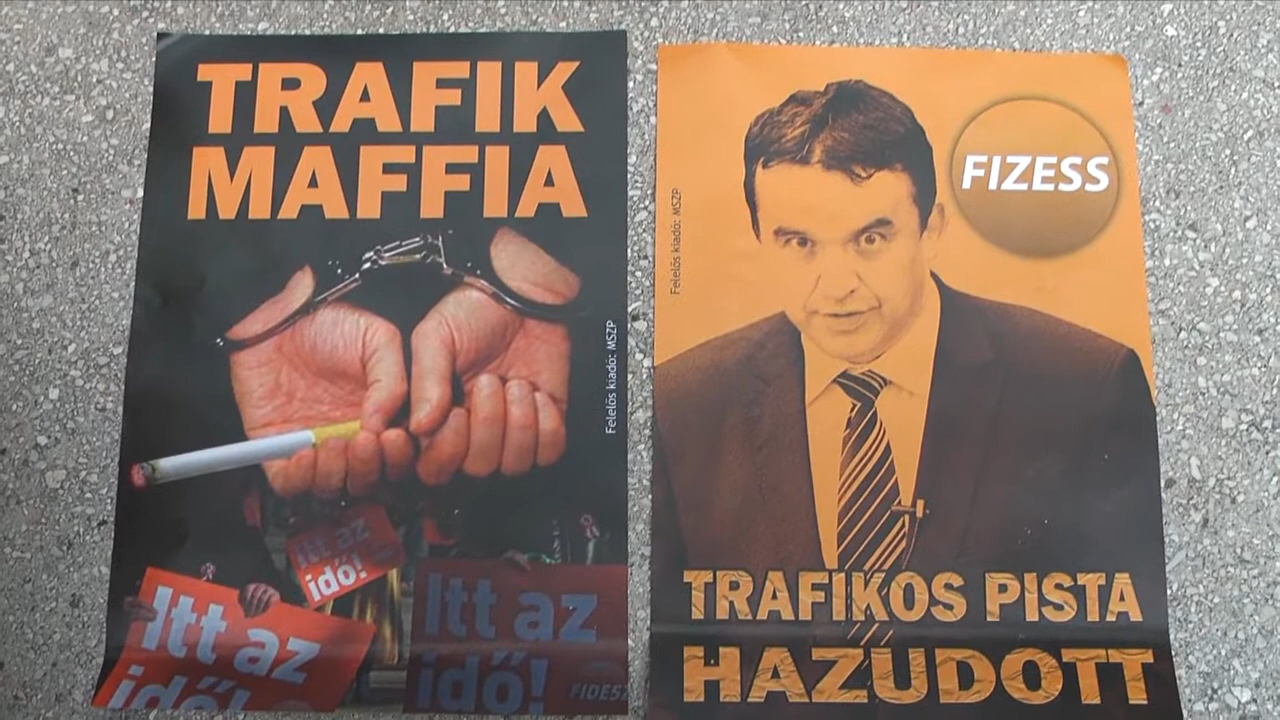 TRAFIK
MAFFIA
Felelős kiadó: MSZP
Itt az
idő!
Itt az
idő!
Itt az
idő!
FIDESZ
FIZESS
Felelős kiadó: MSZP
TRAFIKOS PISTA
HAZUDOTT